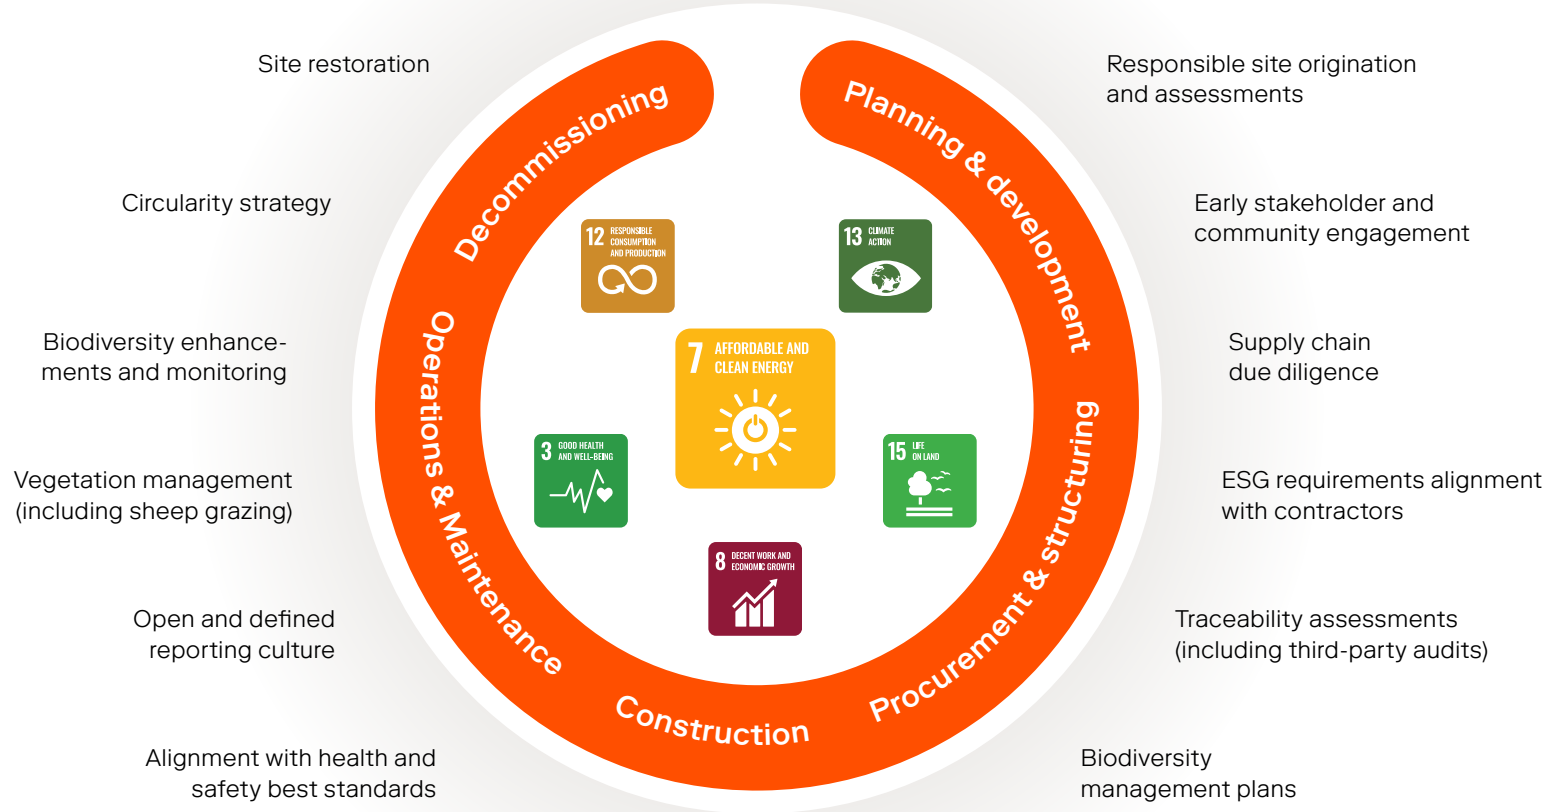 Site restoration
Circularity strategy
Biodiversity enhance-
ments and monitoring
Vegetation management
(including sheep grazing)
Open and defined
reporting culture
Alignment with health and
safety best standards
Decommissioning
Operations & Maintenance
Construction
Procurement & structuring
Planning & development
12 RESPONSIBLE
CONSUMPTION
AND PRODUCTION
13 CLIMATE
ACTION
7 AFFORDABLE AND
CLEAN ENERGY
3 GOOD HEALTH
AND WELL-BEING
15 LIFE
ON LAND
8 DECENT WORK AND
ECONOMIC GROWTH
Responsible site origination
and assessments
Early stakeholder and
community engagement
Supply chain
due diligence
ESG requirements alignment
with contractors
Traceability assessments
(including third-party audits)
Biodiversity
management plans